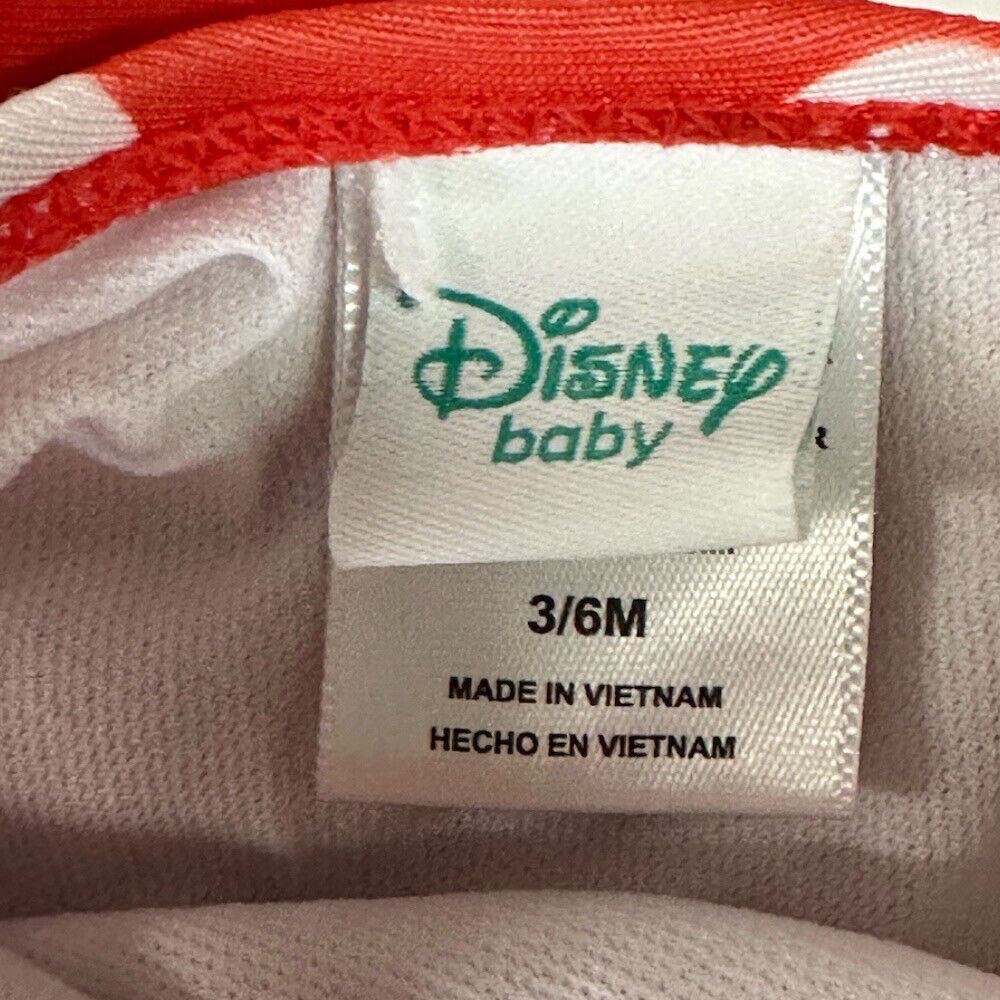 Disney
baby
3/6M
MADE IN VIETNAM
HECHO EN VIETNAM